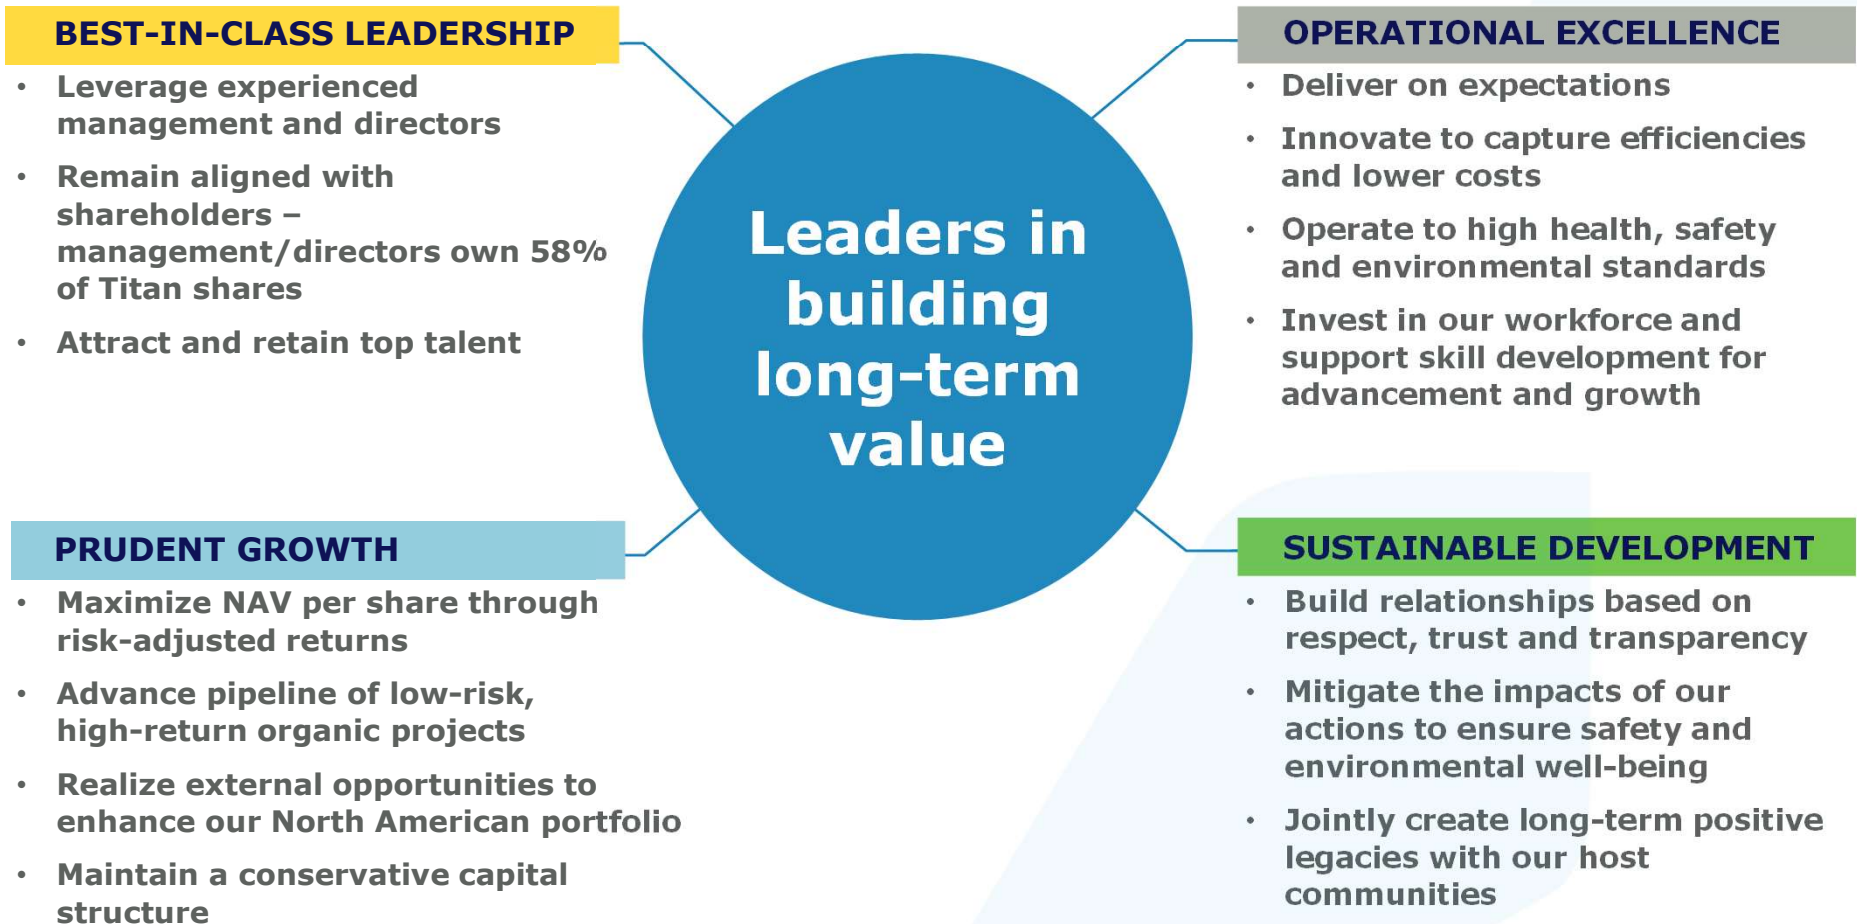 BEST-IN-CLASS LEADERSHIP
• Leverage experienced
management and directors
• Remain aligned with
shareholders –
management/directors own 58%
of Titan shares
• Attract and retain top talent
Leaders in
building
long-term
value
OPERATIONAL EXCELLENCE
• Deliver on expectations
• Innovate to capture efficiencies
and lower costs
• Operate to high health, safety
and environmental standards
• Invest in our workforce and
support skill development for
advancement and growth
PRUDENT GROWTH
• Maximize NAV per share through
risk-adjusted returns
• Advance pipeline of low-risk,
high-return organic projects
• Realize external opportunities to
enhance our North American portfolio
• Maintain a conservative capital
structure
SUSTAINABLE DEVELOPMENT
• Build relationships based on
respect, trust and transparency
• Mitigate the impacts of our
actions to ensure safety and
environmental well-being
• Jointly create long-term positive
legacies with our host
communities